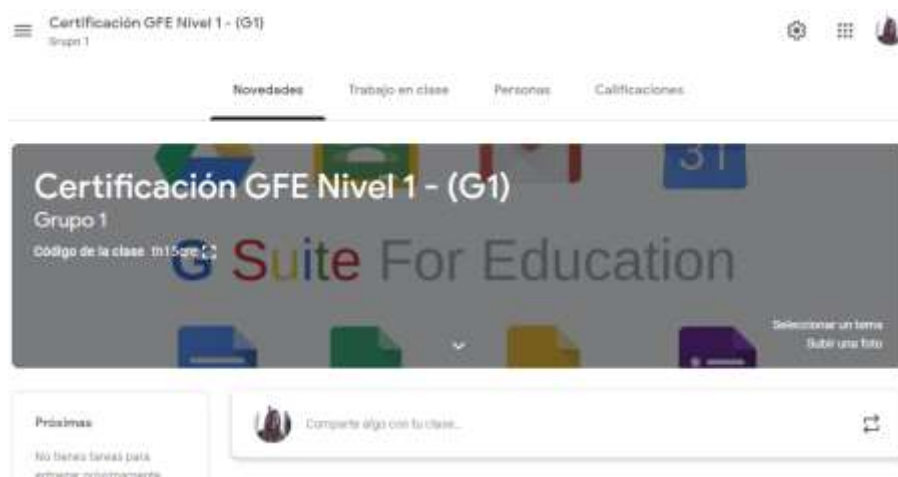 Certificación GFE Nivel 1 - (G1)
Grupo 1
Novedades
Trabajo en clase
Personas
Calificaciones
31
Certificación GFE Nivel 1 - (G1)
Grupo 1
Código de la clase
G Suite For Education
Seleccionar un tema
Subir una foto
Próximas
Comparte algo con tu clase...
No tienes tareas para
entregar próximamente